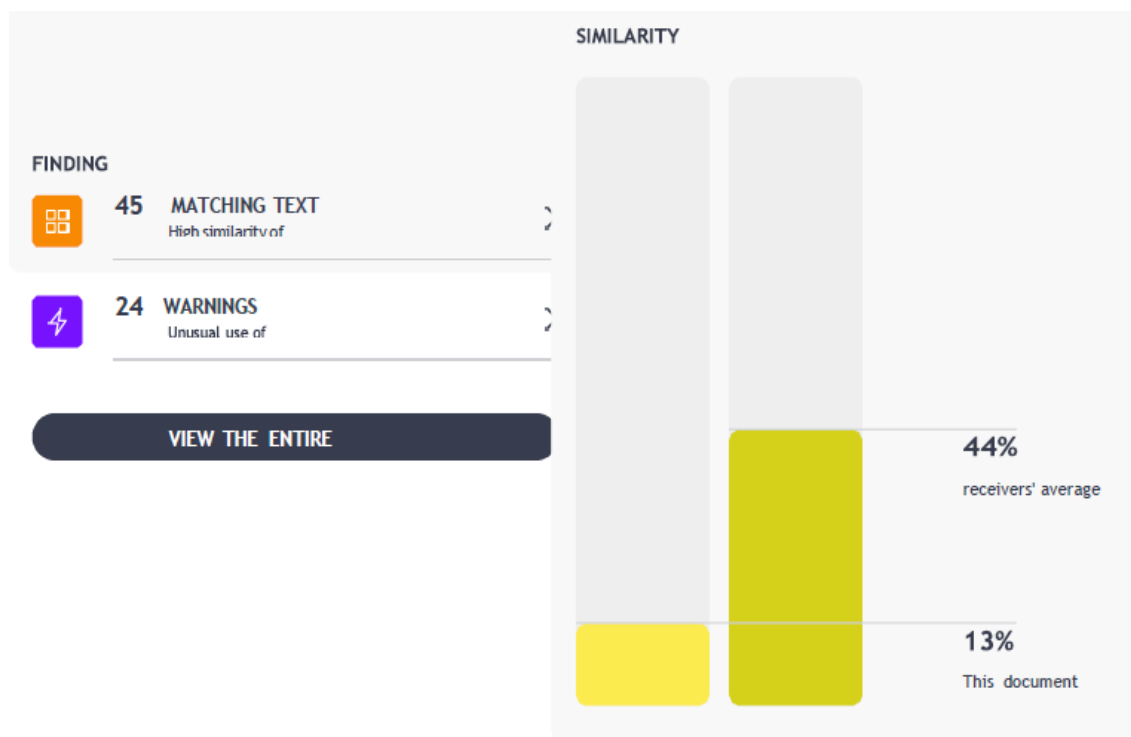 SIMILARITY
FINDING
45 MATCHING TEXT
High similarity of
24 WARNINGS
Unusual use of
VIEW THE ENTIRE
44%
receivers' average
13%
This document